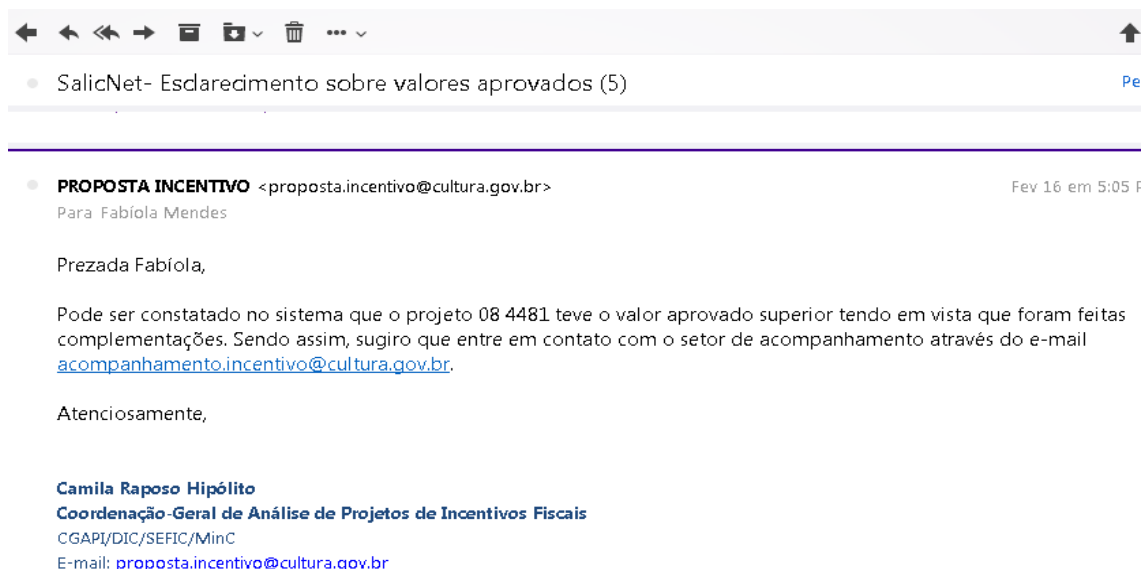 SalicNet- Esclarecimento sobre valores aprovados (5)
PROPOSTA INCENTIVO <proposta.incentivo@cultura.gov.br>
Fev 16 em 5:05
Para Fabíola Mendes
Prezada Fabíola,
Pode ser constatado no sistema que o projeto 08 4481 teve o valor aprovado superior tendo em vista que foram feitas
complementações. Sendo assim, sugiro que entre em contato com o setor de acompanhamento através do e-mail
acompanhamento.incentivo@cultura.gov.br.
Atenciosamente,
Camila Raposo Hipólito
Coordenação-Geral de Análise de Projetos de Incentivos Fiscais
CGAPI/DIC/SEFIC/MinC
E-mail: proposta.incentivo@cultura.gov.br